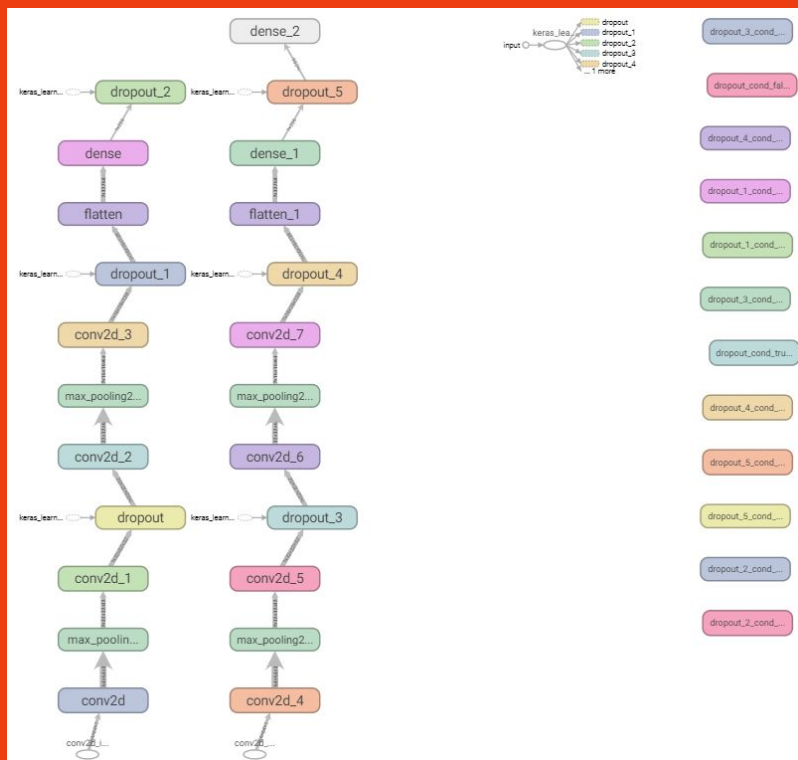 dense_2
keras_learn...
dropout_2
keras_learn...
dropout_5
dense
dense_1
flatten
flatten_1
keras_learn...
dropout_1
keras_learn...
dropout_4
conv2d_3
conv2d_7
max_pooling2...
max_pooling2...
conv2d_2
conv2d_6
keras_learn...
dropout
keras_learn...
dropout_3
conv2d_1
conv2d_5
max_poolin...
max_pooling2...
conv2d
conv2d_4
conv2d_i...
conv2d_...
input
keras_lea...
dropout
dropout_1
dropout_2
dropout_3
dropout_4
... 1 more
dropout_3_cond_...
dropout_cond_fal...
dropout_4_cond_...
dropout_1_cond_...
dropout_1_cond_...
dropout_3_cond_...
dropout_cond_tru...
dropout_4_cond_...
dropout_5_cond_...
dropout_5_cond_...
dropout_2_cond_...
dropout_2_cond_...